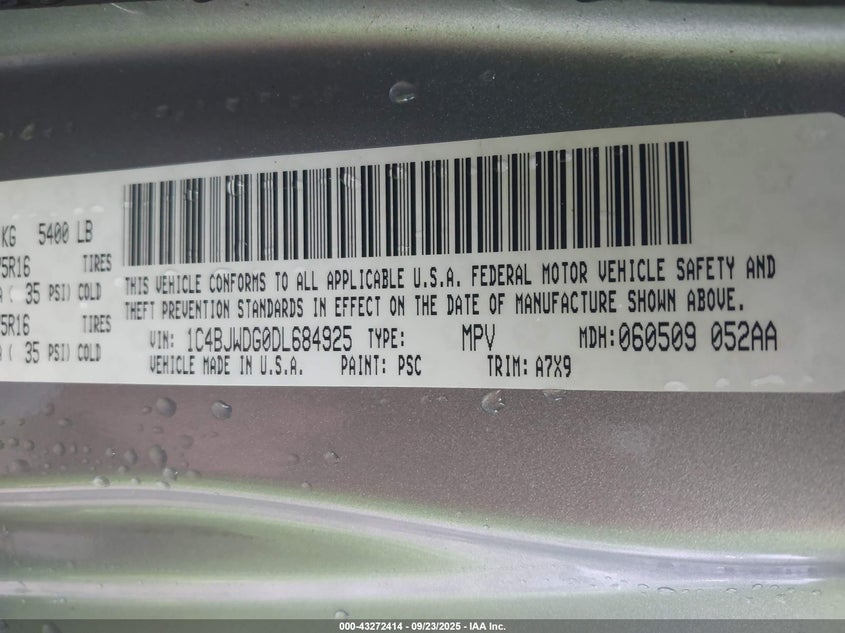 KG 5400 LB
5R16 TIRES
( 35 PSI) COLD
5R16 TIRES
( 35 PSI) COLD
THIS VEHICLE CONFORMS TO ALL APPLICABLE U.S.A. FEDERAL MOTOR VEHICLE SAFETY AND
THEFT PREVENTION STANDARDS IN EFFECT ON THE DATE OF MANUFACTURE SHOWN ABOVE.
VIN: 1C4BJWDG0DL684925 TYPE: MPV MDH:060509 052AA
VEHICLE MADE IN U.S.A. PAINT: PSC TRIM: A7X9
000-43272414 - 09/23/2025 - IAA Inc.